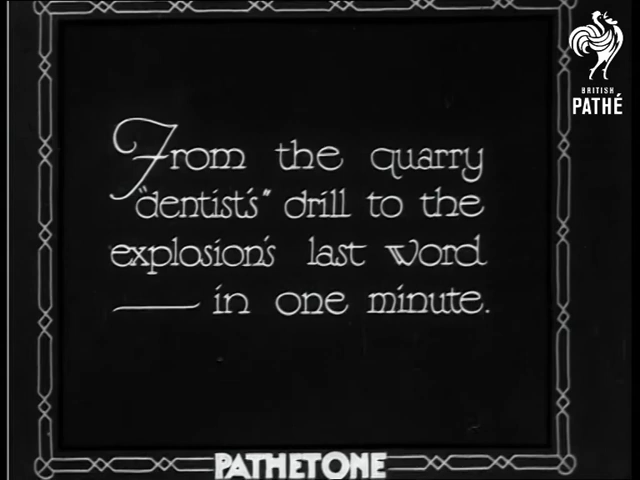 BRITISH
PATHÉ
From the quarry
"dentist's" drill to the
explosion's last word
— in one minute.
PATHETONE